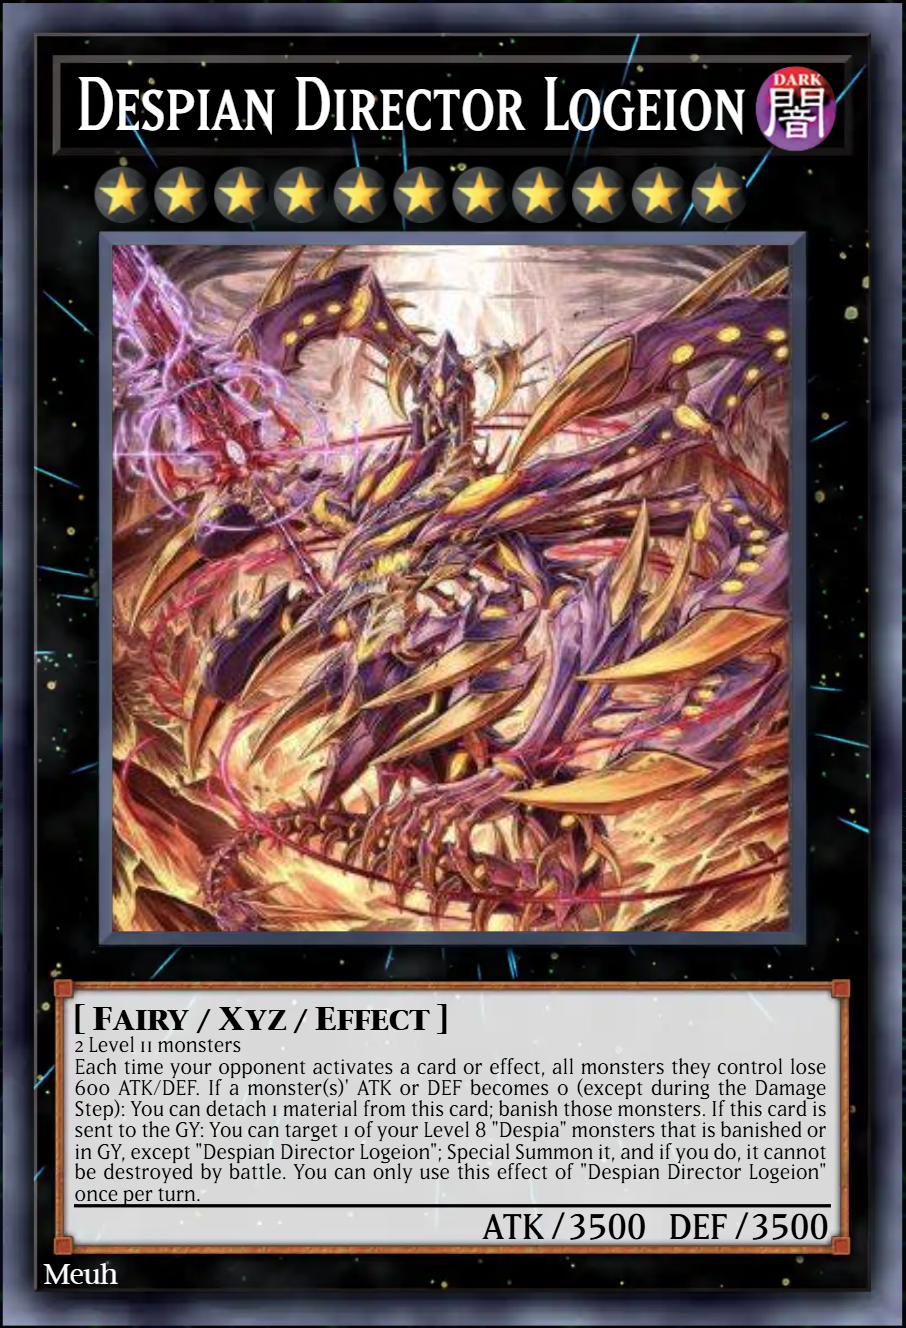 Despian Director Logeion
DARK
闇
[ Fairy / Xyz / Effect ]
2 Level 11 monsters
Each time your opponent activates a card or effect, all monsters they control lose
600 ATK/DEF. If a monster(s)' ATK or DEF becomes 0 (except during the Damage
Step): You can detach 1 material from this card; banish those monsters. If this card is
sent to the GY: You can target 1 of your Level 8 "Despia" monsters that is banished or
in GY, except "Despian Director Logeion"; Special Summon it, and if you do, it cannot
be destroyed by battle. You can only use this effect of "Despian Director Logeion"
once per turn.
ATK/3500 DEF/3500
Meuh